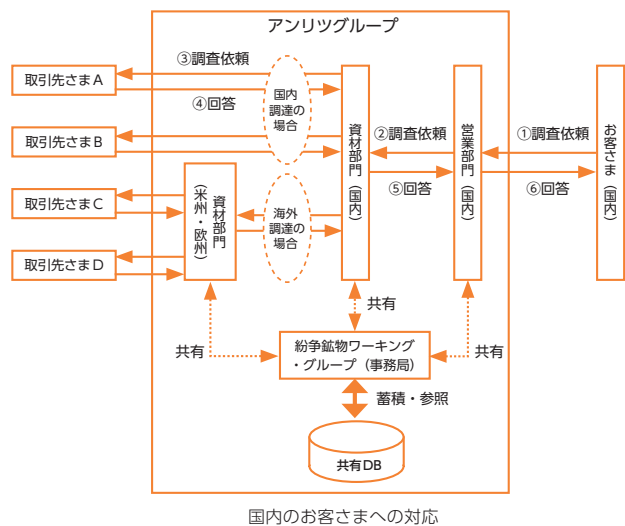 アンリツグループ
③調査依頼
取引先さまA
④回答
国内
調達の
場合
取引先さまB
資材部門（国内）
②調査依頼
⑤回答
営業部門（国内）
①調査依頼
⑥回答
お客さま（国内）
取引先さまC
資材部門
（米州・欧州）
海外
調達の
場合
取引先さまD
共有
共有
共有
紛争鉱物ワーキング
・グループ（事務局）
蓄積・参照
共有DB
国内のお客さまへの対応